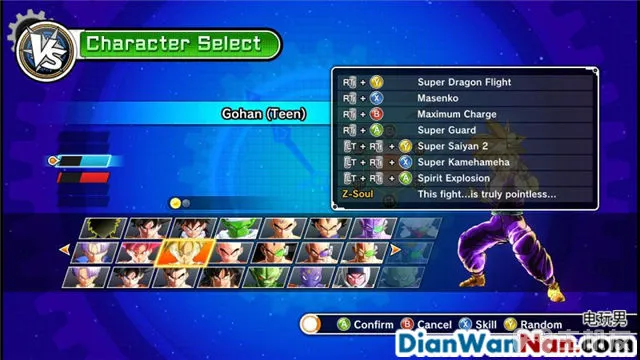 VS
Character Select
Gohan (Teen)
RT + Y Super Dragon Flight
RT + X Masenko
RT + B Maximum Charge
RT + A Super Guard
LT + RT + Y Super Saiyan 2
LT + RT + X Super Kamehameha
LT + RT + A Spirit Explosion
Z-Soul This fight...is truly pointless...
A Confirm B Cancel X Skill Y Random
电玩男
DianWanNan.com